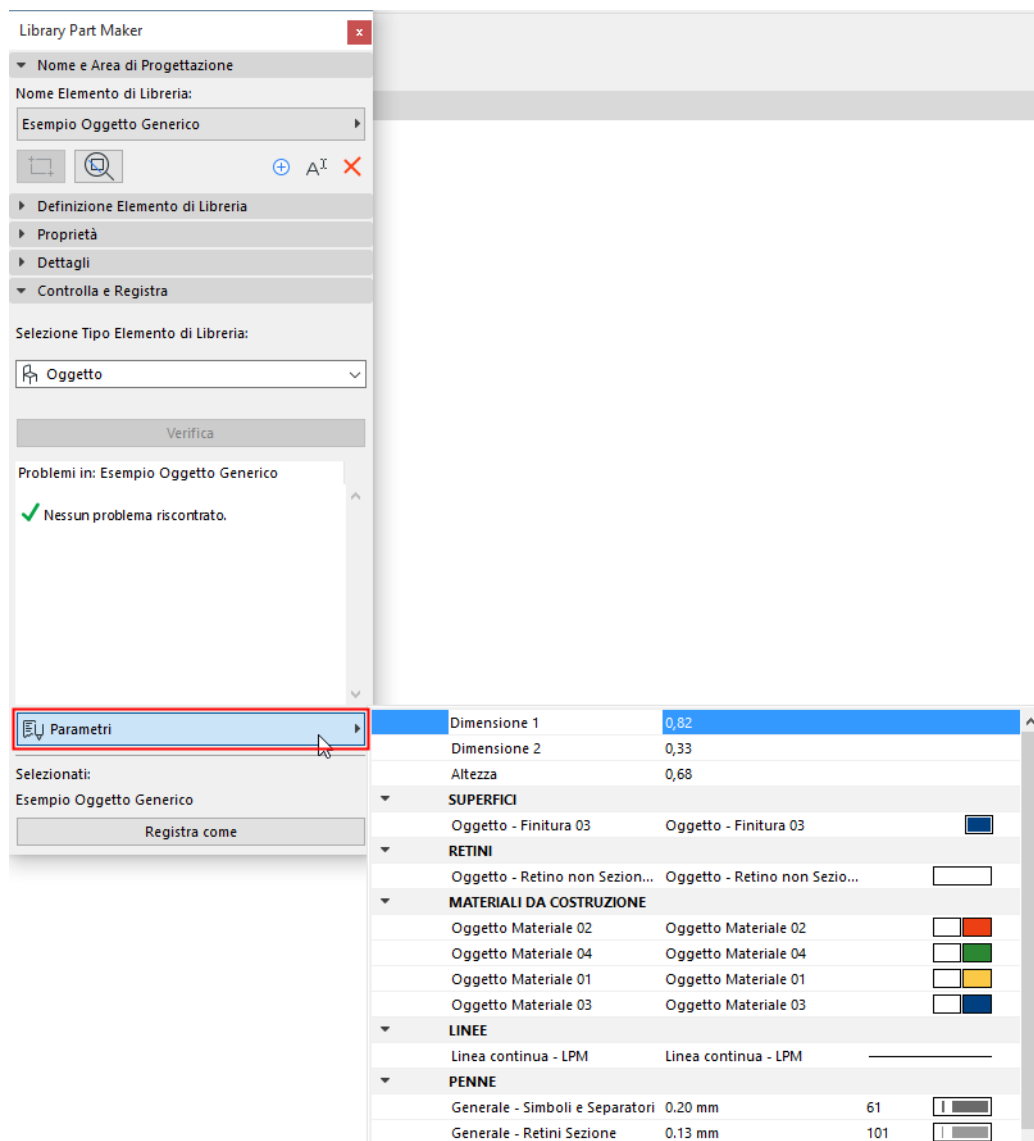 Library Part Maker
x
Nome e Area di Progettazione
Nome Elemento di Libreria:
Esempio Oggetto Generico
Definizione Elemento di Libreria
Proprietà
Dettagli
Controlla e Registra
Selezione Tipo Elemento di Libreria:
Oggetto
Verifica
Problemi in: Esempio Oggetto Generico
Nessun problema riscontrato.
Parametri
Selezionati:
Esempio Oggetto Generico
Registra come
Dimensione 1 0,82
Dimensione 2 0,33
Altezza 0,68
SUPERFICI
Oggetto - Finitura 03 Oggetto - Finitura 03
RETINI
Oggetto - Retino non Sezion... Oggetto - Retino non Sezio...
MATERIALI DA COSTRUZIONE
Oggetto Materiale 02 Oggetto Materiale 02
Oggetto Materiale 04 Oggetto Materiale 04
Oggetto Materiale 01 Oggetto Materiale 01
Oggetto Materiale 03 Oggetto Materiale 03
LINEE
Linea continua - LPM Linea continua - LPM
PENNE
Generale - Simboli e Separatori 0.20 mm 61
Generale - Retini Sezione 0.13 mm 101